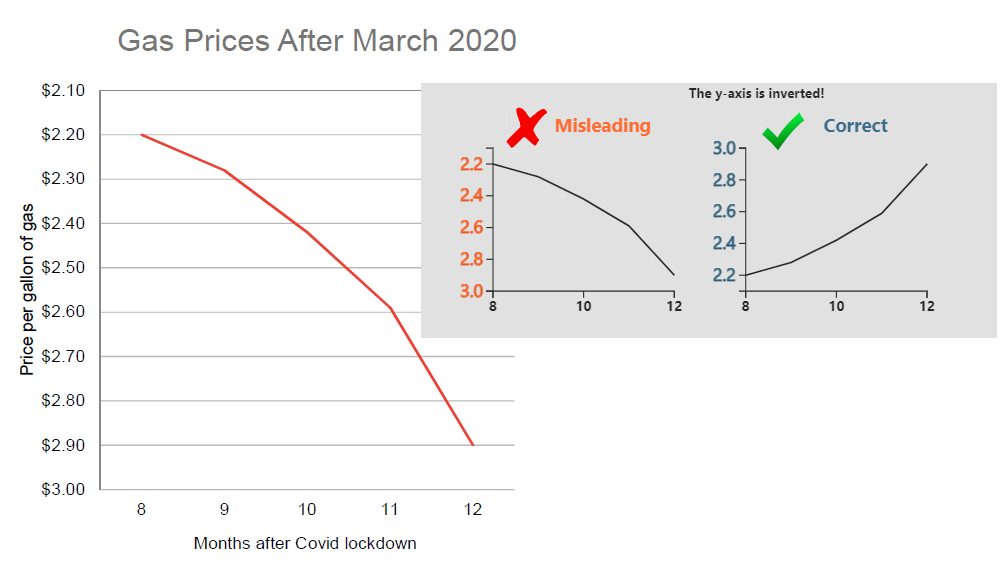 Gas Prices After March 2020
$2.10
$2.20
$2.30
$2.40
$2.50
$2.60
$2.70
$2.80
$2.90
$3.00
Price per gallon of gas
8 9 10 11 12
Months after Covid lockdown
The y-axis is inverted!
Misleading
2.2
2.4
2.6
2.8
3.0
8 10 12
Correct
3.0
2.8
2.6
2.4
2.2
8 10 12